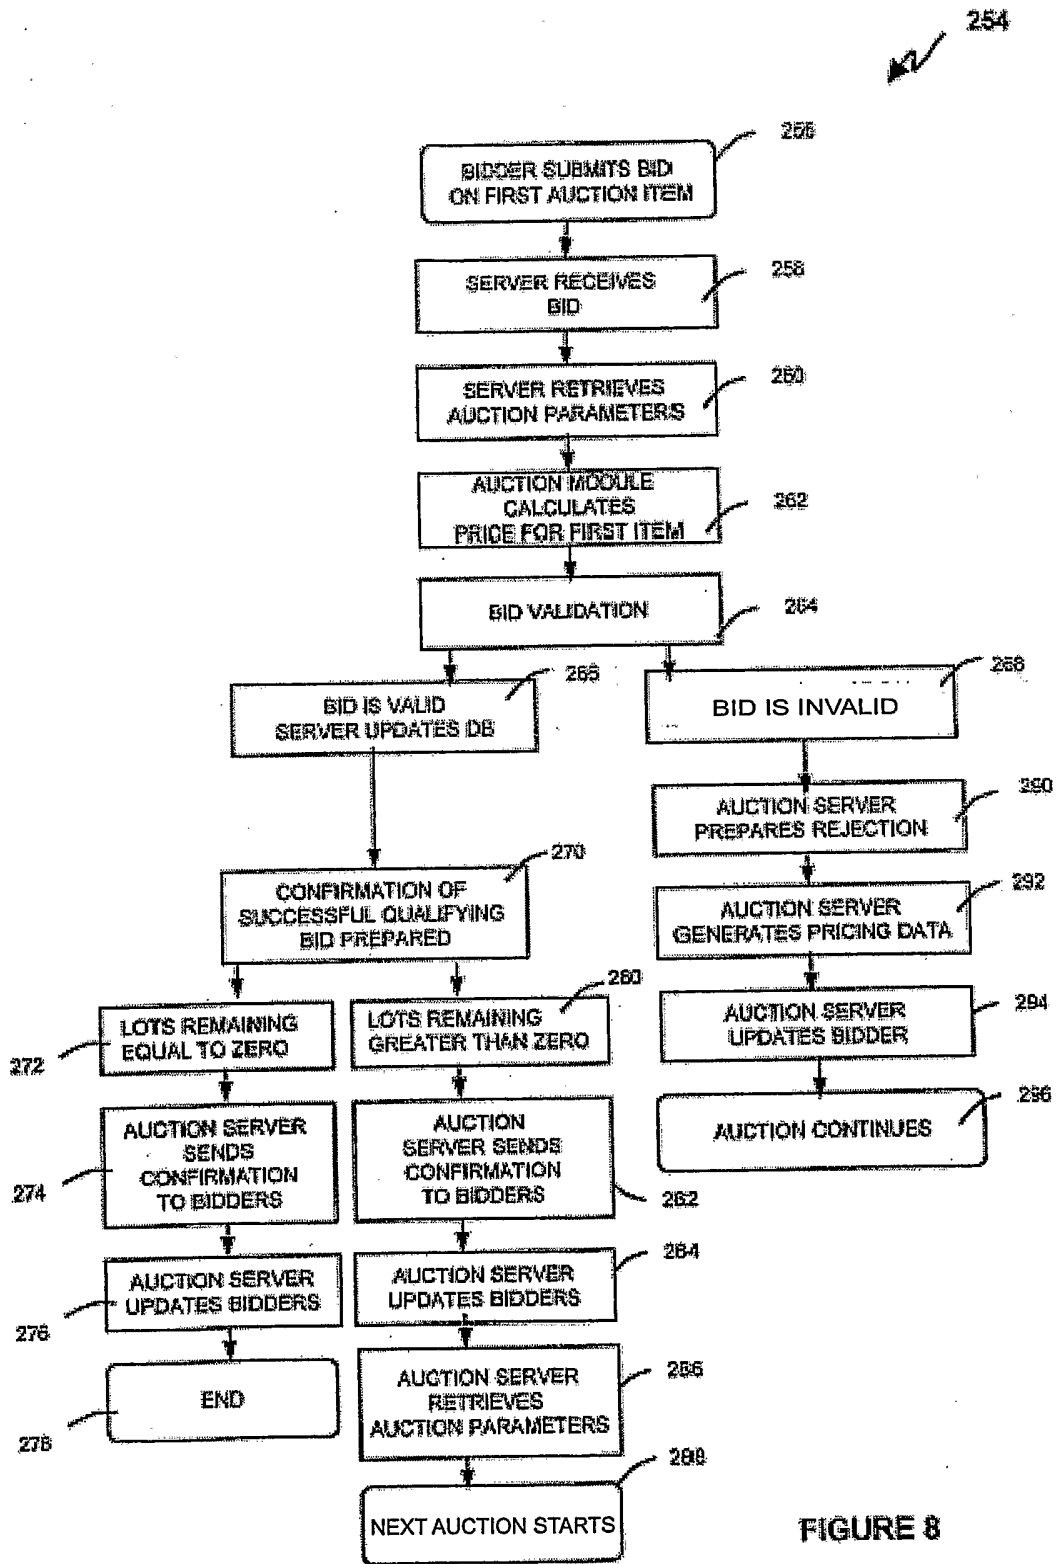 254
256
BIDDER SUBMITS BID
ON FIRST AUCTION ITEM
258
SERVER RECEIVES
BID
260
SERVER RETRIEVES
AUCTION PARAMETERS
262
AUCTION MODULE
CALCULATES
PRICE FOR FIRST ITEM
264
BID VALIDATION
266
BID IS VALID
SERVER UPDATES DB
268
BID IS INVALID
290
AUCTION SERVER
PREPARES REJECTION
270
CONFIRMATION OF
SUCCESSFUL QUALIFYING
BID PREPARED
292
AUCTION SERVER
GENERATES PRICING DATA
272
LOTS REMAINING
EQUAL TO ZERO
280
LOTS REMAINING
GREATER THAN ZERO
294
AUCTION SERVER
UPDATES BIDDER
274
AUCTION SERVER
SENDS
CONFIRMATION
TO BIDDERS
282
AUCTION
SERVER SENDS
CONFIRMATION
TO BIDDERS
296
AUCTION CONTINUES
276
AUCTION SERVER
UPDATES BIDDERS
284
AUCTION SERVER
UPDATES BIDDERS
278
END
286
AUCTION SERVER
RETRIEVES
AUCTION PARAMETERS
288
NEXT AUCTION STARTS
FIGURE 8